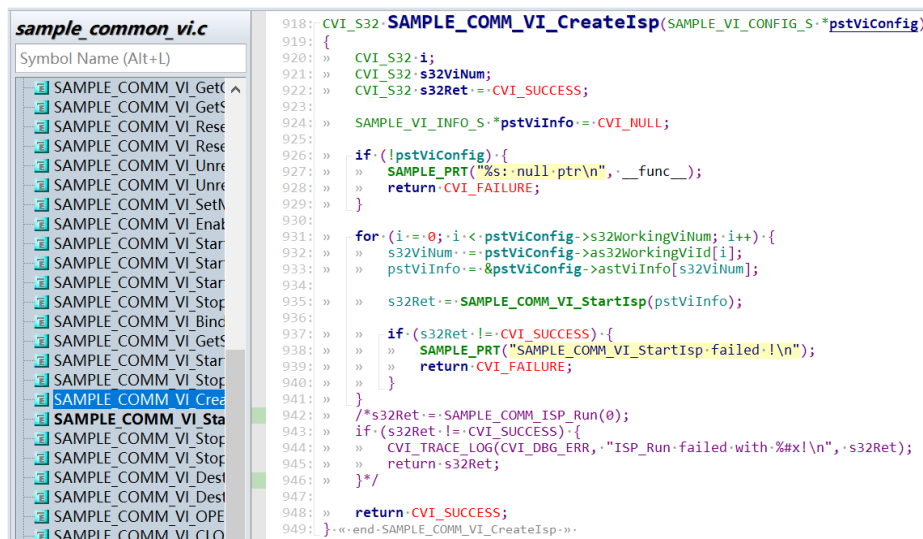 sample_common_vi.c
Symbol Name (Alt+L)
SAMPLE_COMM_VI_GetC
SAMPLE_COMM_VI_GetS
SAMPLE_COMM_VI_Rese
SAMPLE_COMM_VI_Rese
SAMPLE_COMM_VI_Unre
SAMPLE_COMM_VI_Unre
SAMPLE_COMM_VI_SetM
SAMPLE_COMM_VI_Enab
SAMPLE_COMM_VI_Star
SAMPLE_COMM_VI_Star
SAMPLE_COMM_VI_Star
SAMPLE_COMM_VI_Stop
SAMPLE_COMM_VI_Bind
SAMPLE_COMM_VI_GetS
SAMPLE_COMM_VI_Start
SAMPLE_COMM_VI_Stop
SAMPLE_COMM_VI_Crea
SAMPLE_COMM_VI_Sta
SAMPLE_COMM_VI_Stop
SAMPLE_COMM_VI_Stop
SAMPLE_COMM_VI_Dest
SAMPLE_COMM_VI_Dest
SAMPLE_COMM_VI_OPE
SAMPLE_COMM_VI_CLO
918: CVI_S32 SAMPLE_COMM_VI_CreateIsp(SAMPLE_VI_CONFIG_S *pstViConfig)
919: {
920: » CVI_S32·i;
921: » CVI_S32·s32ViNum;
922: » CVI_S32·s32Ret·=·CVI_SUCCESS;
923:
924: » SAMPLE_VI_INFO_S·*pstViInfo·=·CVI_NULL;
925:
926: » if·(!pstViConfig)·{
927: » » SAMPLE_PRT("%s:·null·ptr\n",·__func__);
928: » » return·CVI_FAILURE;
929: » }
930:
931: » for·(i·=·0;·i·<·pstViConfig->s32WorkingViNum;·i++)·{
932: » » s32ViNum··=·pstViConfig->as32WorkingViId[i];
933: » » pstViInfo·=·&pstViConfig->astViInfo[s32ViNum];
934:
935: » » s32Ret·=·SAMPLE_COMM_VI_StartIsp(pstViInfo);
936:
937: » » if·(s32Ret·!=·CVI_SUCCESS)·{
938: » » » SAMPLE_PRT("SAMPLE_COMM_VI_StartIsp·failed·!\n");
939: » » » return·CVI_FAILURE;
940: » » }
941: » }
942: » /*s32Ret·=·SAMPLE_COMM_ISP_Run(0);
943: » if·(s32Ret·!=·CVI_SUCCESS)·{
944: » » CVI_TRACE_LOG(CVI_DBG_ERR,·"ISP_Run·failed·with·%#x!\n",·s32Ret);
945: » » return·s32Ret;
946: » }*/
947:
948: » return·CVI_SUCCESS;
949: }·«·end·SAMPLE_COMM_VI_CreateIsp·»·